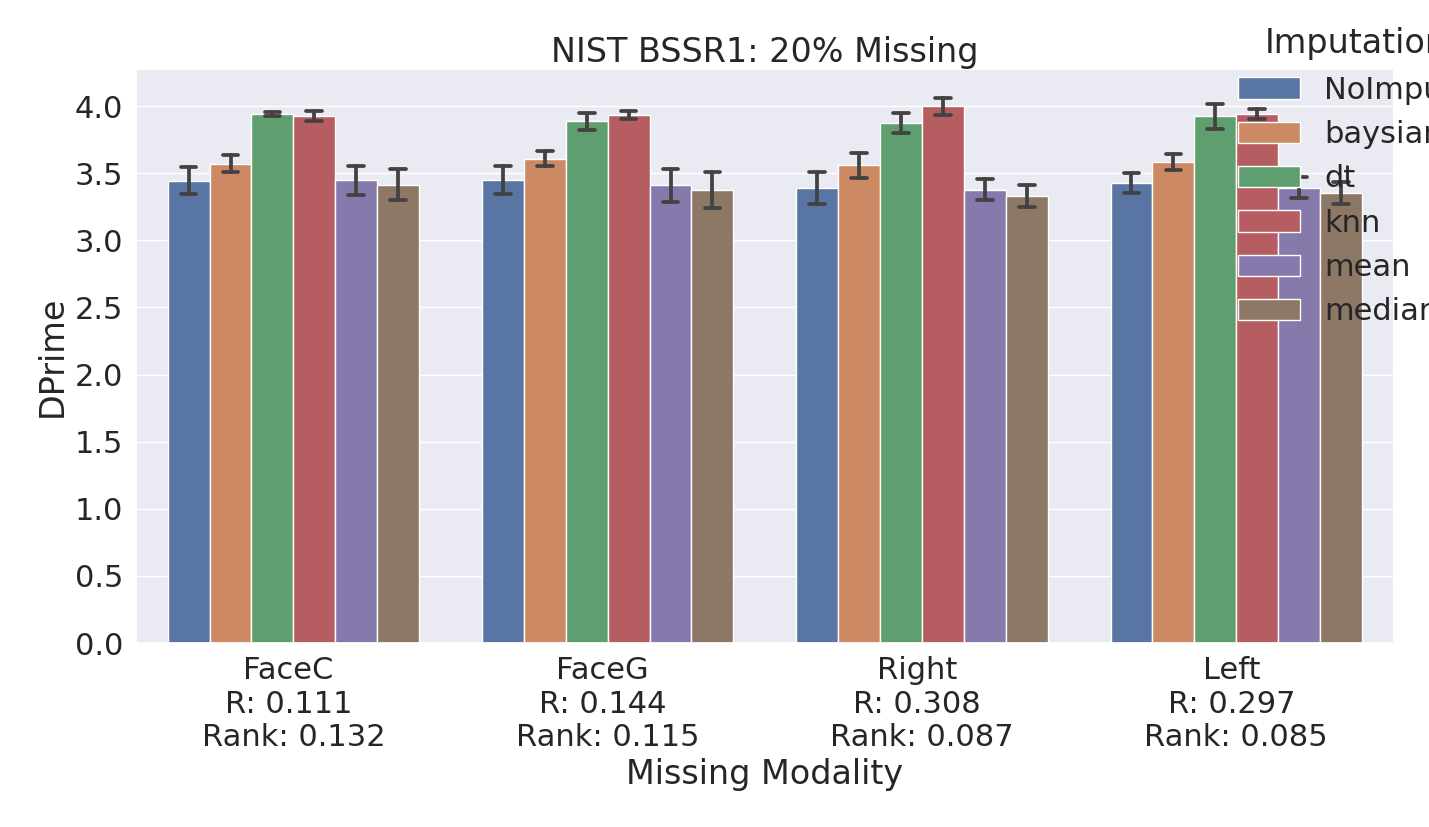 NIST BSSR1: 20% Missing
Imputation
NoImpu
baysian
dt
knn
mean
median
DPrime
4.0
3.5
3.0
2.5
2.0
1.5
1.0
0.5
0.0
FaceC
R: 0.111
Rank: 0.132
FaceG
R: 0.144
Rank: 0.115
Right
R: 0.308
Rank: 0.087
Left
R: 0.297
Rank: 0.085
Missing Modality